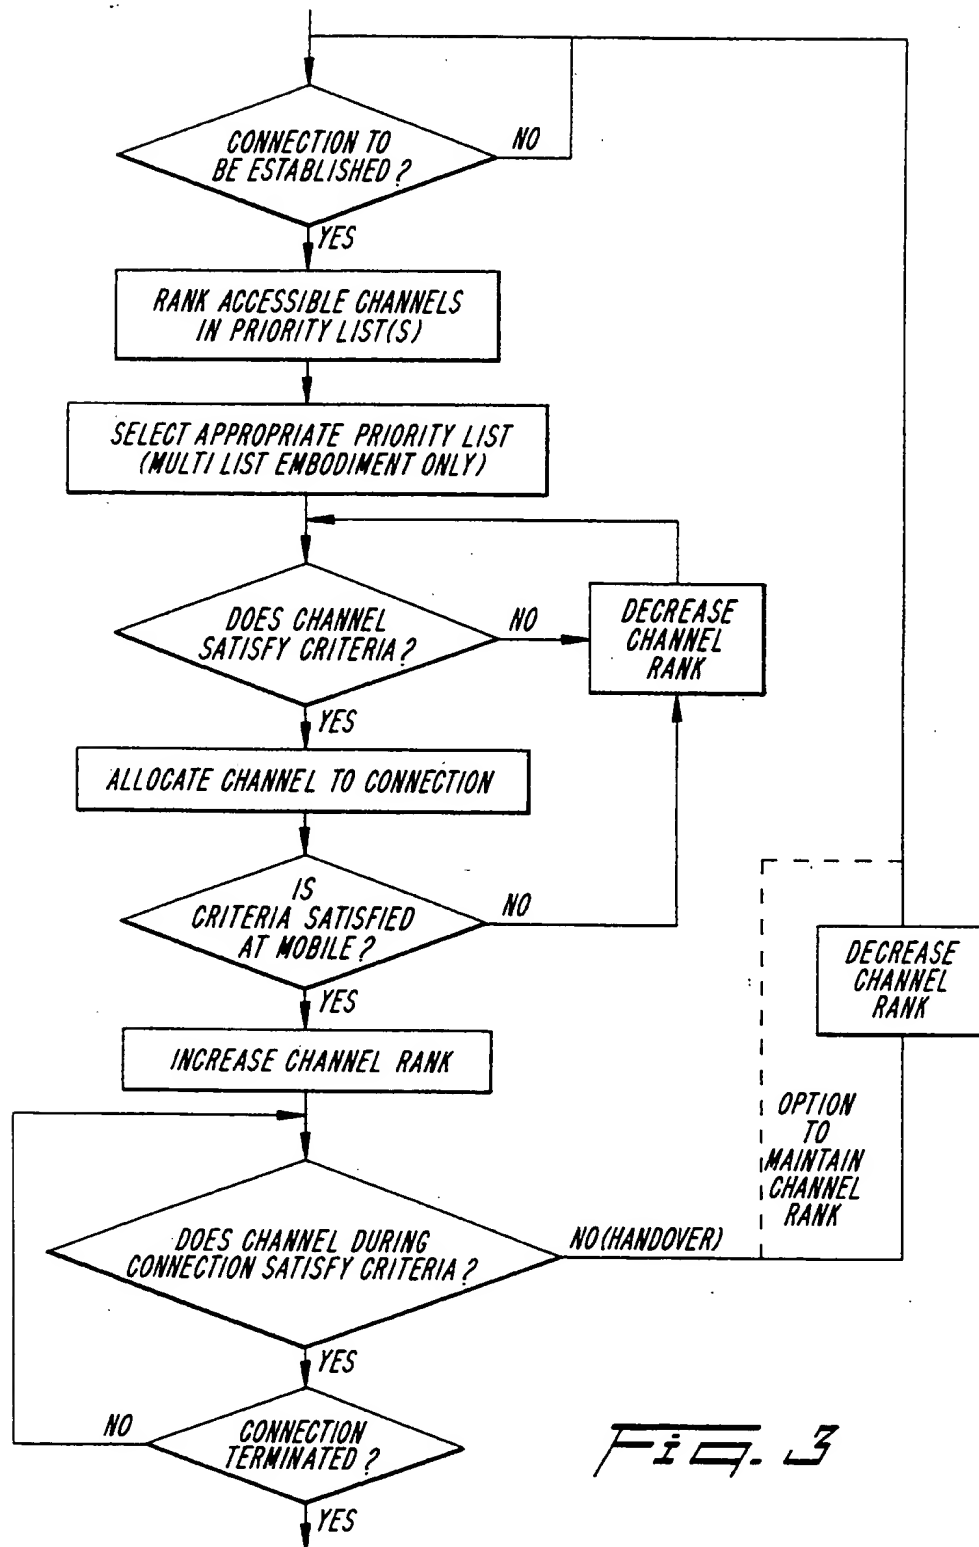 CONNECTION TO
BE ESTABLISHED?
NO
YES
RANK ACCESSIBLE CHANNELS
IN PRIORITY LIST(S)
SELECT APPROPRIATE PRIORITY LIST
(MULTI LIST EMBODIMENT ONLY)
DOES CHANNEL
SATISFY CRITERIA?
NO
DECREASE
CHANNEL
RANK
YES
ALLOCATE CHANNEL TO CONNECTION
IS
CRITERIA SATISFIED
AT MOBILE?
NO
YES
DECREASE
CHANNEL
RANK
INCREASE CHANNEL RANK
OPTION
TO
MAINTAIN
CHANNEL
RANK
DOES CHANNEL DURING
CONNECTION SATISFY CRITERIA?
NO (HANDOVER)
YES
CONNECTION
TERMINATED?
NO
YES
Fig. 3